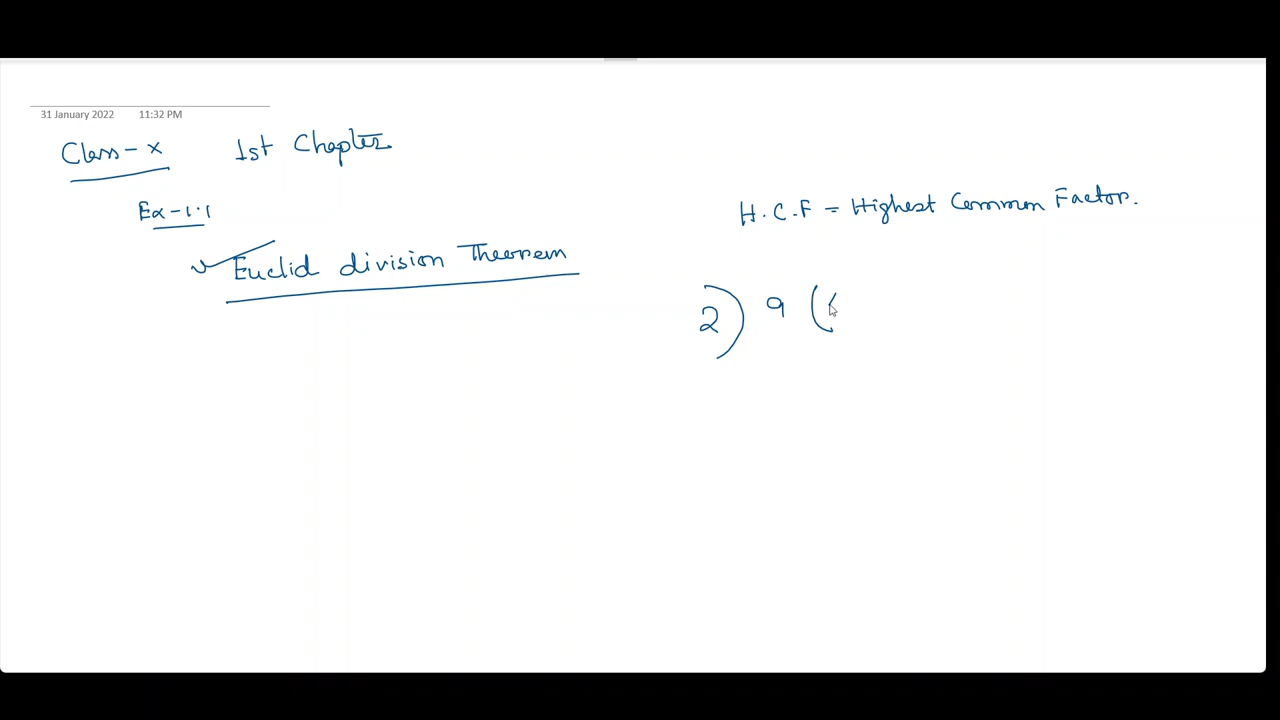 31 January 2022 11:32 PM
Class - X 1st Chapter
Ex - 1.1
H.C.F = Highest Common Factor.
Euclid division Theorem
2) 9 (